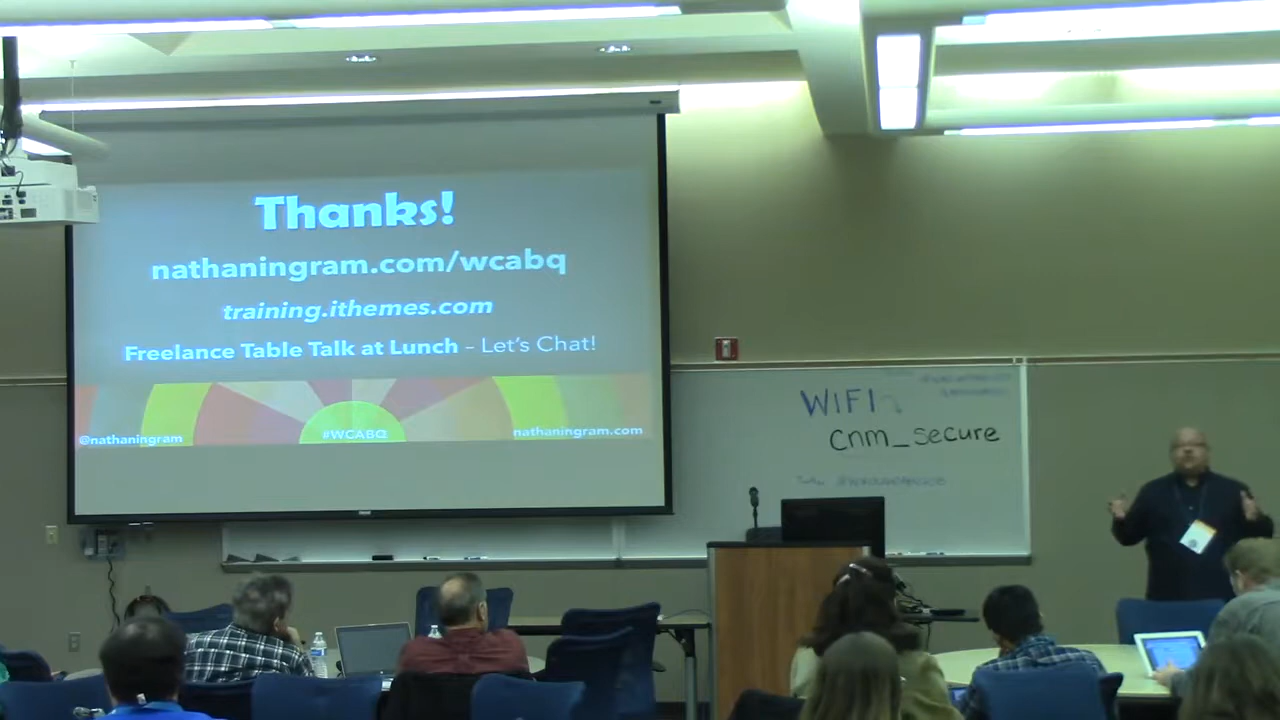 Thanks!
nathaningram.com/wcabq
training.ithemes.com
Freelance Table Talk at Lunch – Let's Chat!
@nathaningram
#WCABQ
nathaningram.com
WIFI
cnm_secure